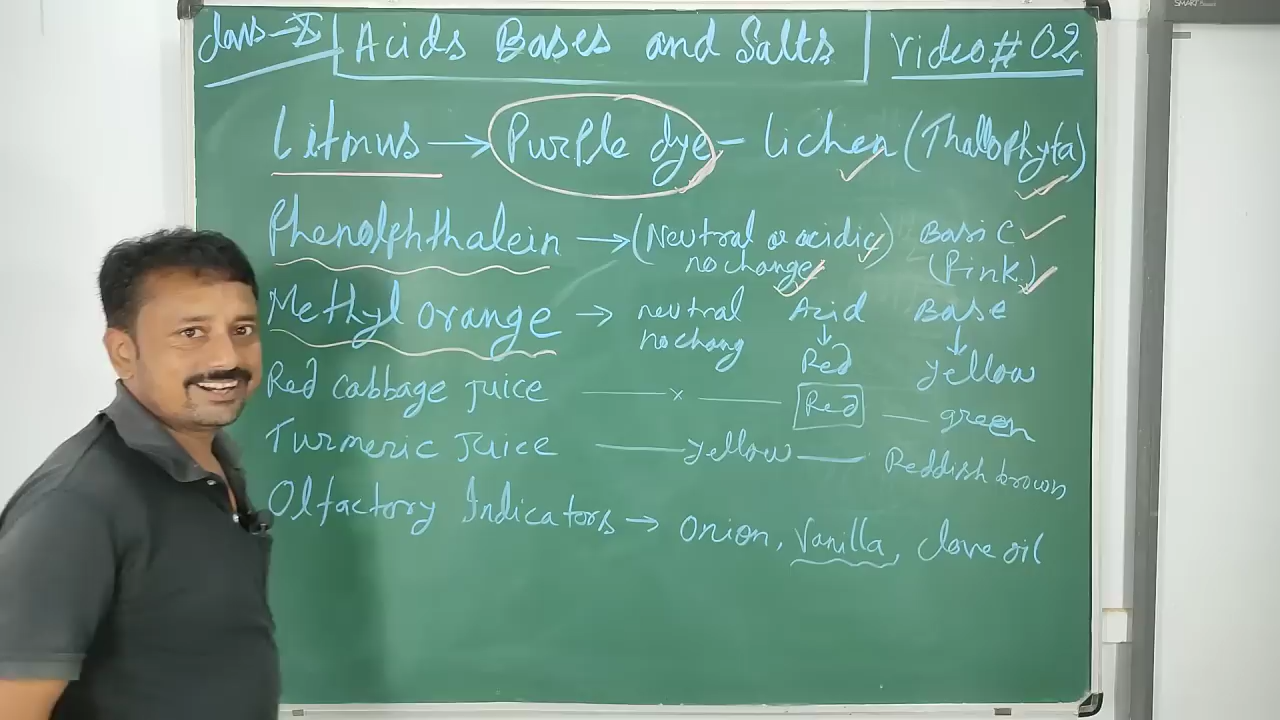 class - X Acids Bases and Salts Video # 02
Litmus → Purple dye - Lichen (Thallophyta)
Phenolphthalein → (Neutral or acidic) Basic
no change (Pink)
Methyl orange → neutral Acid Base
no chang Red yellow
Red cabbage juice x Red green
Turmeric Juice yellow Reddish brown
Olfactory Indicators → Onion, Vanilla, clove oil
SMART